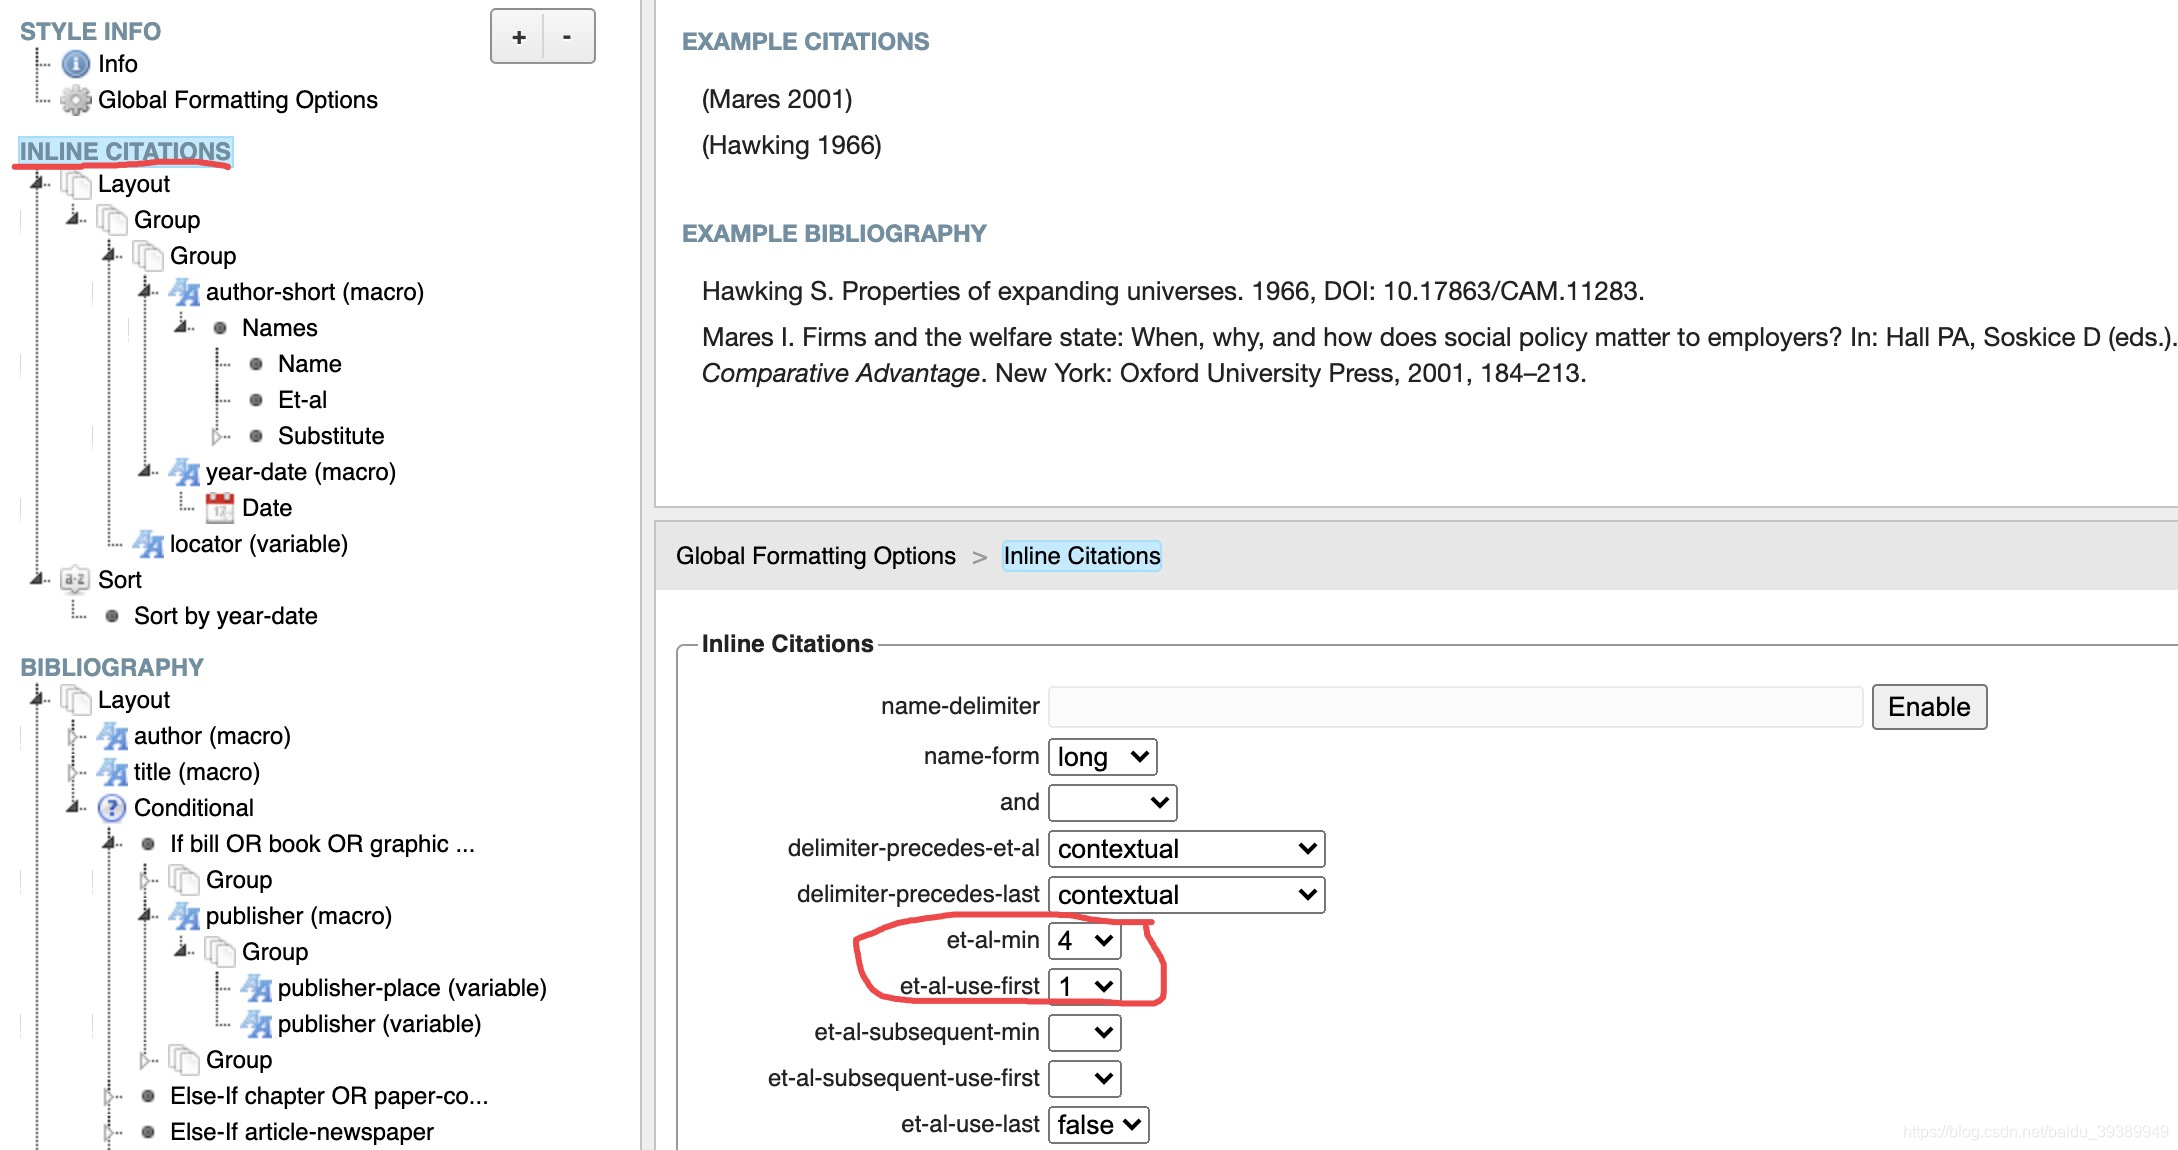 STYLE INFO
+ -
Info
Global Formatting Options
INLINE CITATIONS
Layout
Group
Group
author-short (macro)
Names
Name
Et-al
Substitute
year-date (macro)
Date
locator (variable)
a-z Sort
Sort by year-date
BIBLIOGRAPHY
Layout
author (macro)
title (macro)
Conditional
If bill OR book OR graphic ...
Group
publisher (macro)
Group
publisher-place (variable)
publisher (variable)
Group
Else-If chapter OR paper-co...
Else-If article-newspaper
EXAMPLE CITATIONS
(Mares 2001)
(Hawking 1966)
EXAMPLE BIBLIOGRAPHY
Hawking S. Properties of expanding universes. 1966, DOI: 10.17863/CAM.11283.
Mares I. Firms and the welfare state: When, why, and how does social policy matter to employers? In: Hall PA, Soskice D (eds.).
Comparative Advantage. New York: Oxford University Press, 2001, 184–213.
Global Formatting Options > Inline Citations
Inline Citations
name-delimiter Enable
name-form long
and
delimiter-precedes-et-al contextual
delimiter-precedes-last contextual
et-al-min 4
et-al-use-first 1
et-al-subsequent-min
et-al-subsequent-use-first
et-al-use-last false
https://blog.csdn.net/baidu_39389949